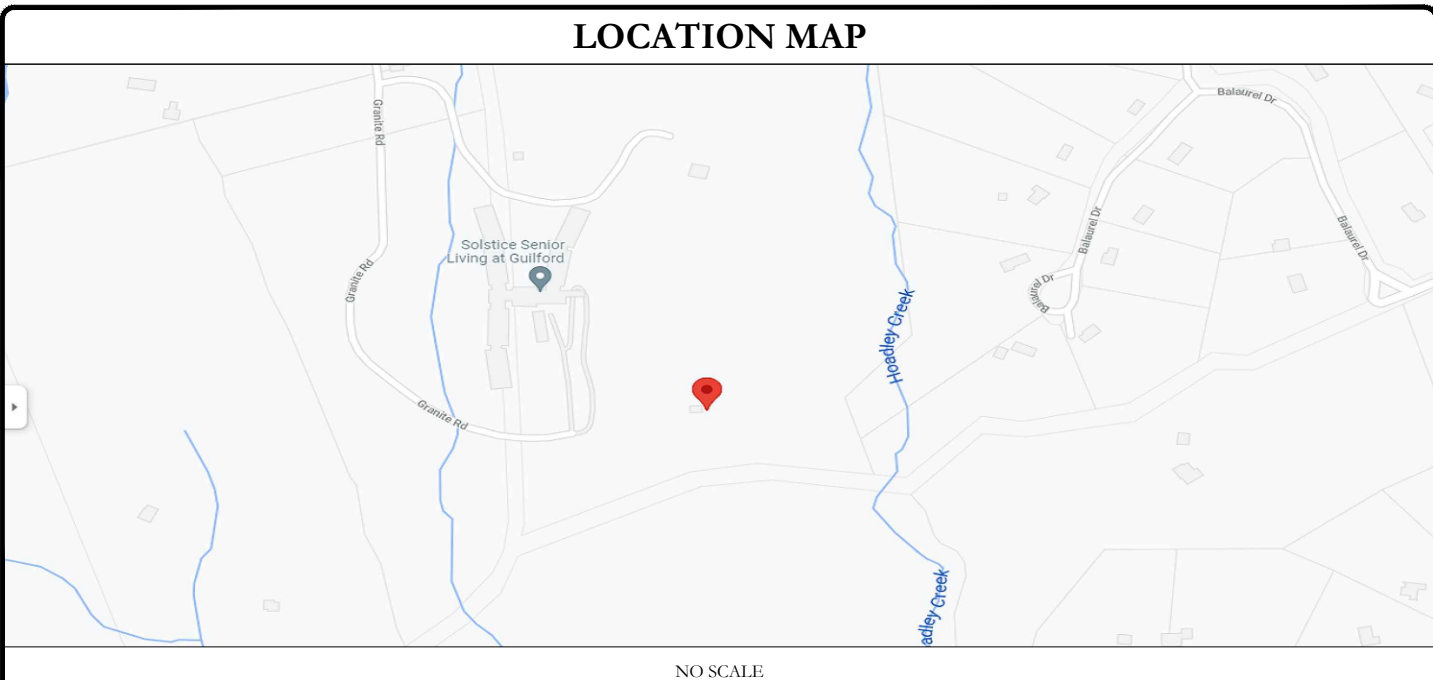 LOCATION MAP
Granite Rd
Balaurel Dr
Balaurel Dr
Balaurel Dr
Solstice Senior
Living at Guilford
Granite Rd
Balaurel Dr
Hoadley Creek
Granite Rd
adley Creek
NO SCALE